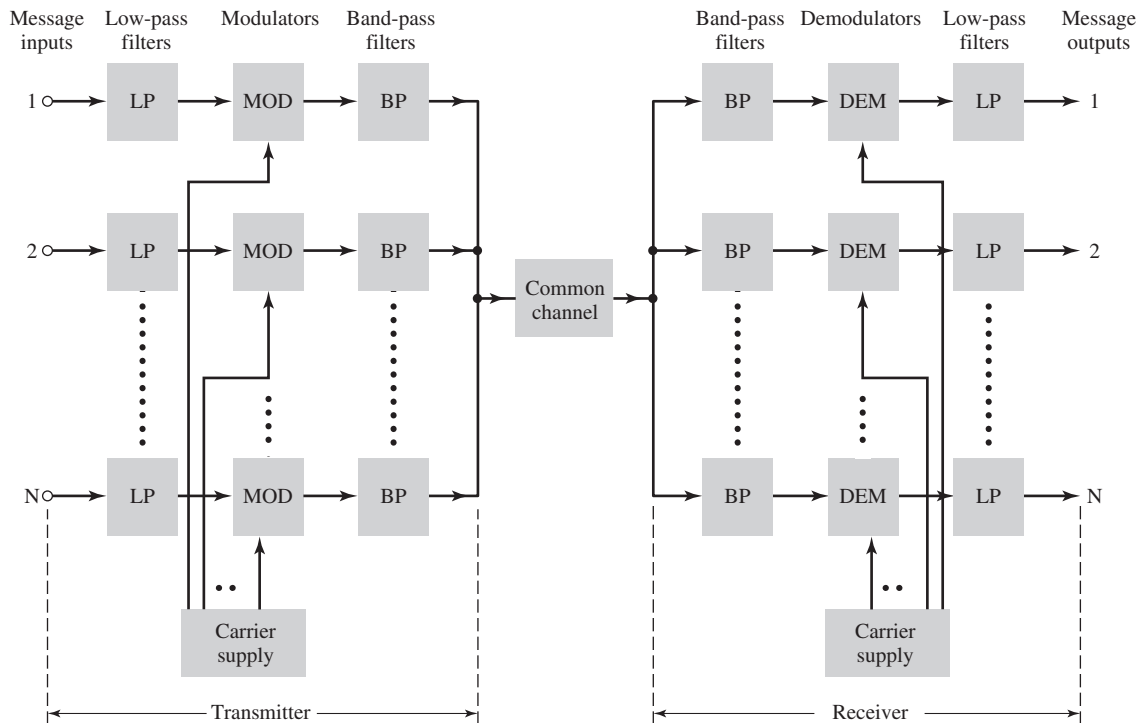 Message Low-pass Modulators Band-pass Band-pass Demodulators Low-pass Message
inputs filters filters filters filters outputs
1 LP MOD BP BP DEM LP 1
2 LP MOD BP BP DEM LP 2
Common
channel
N LP MOD BP BP DEM LP N
Carrier Carrier
supply supply
Transmitter Receiver